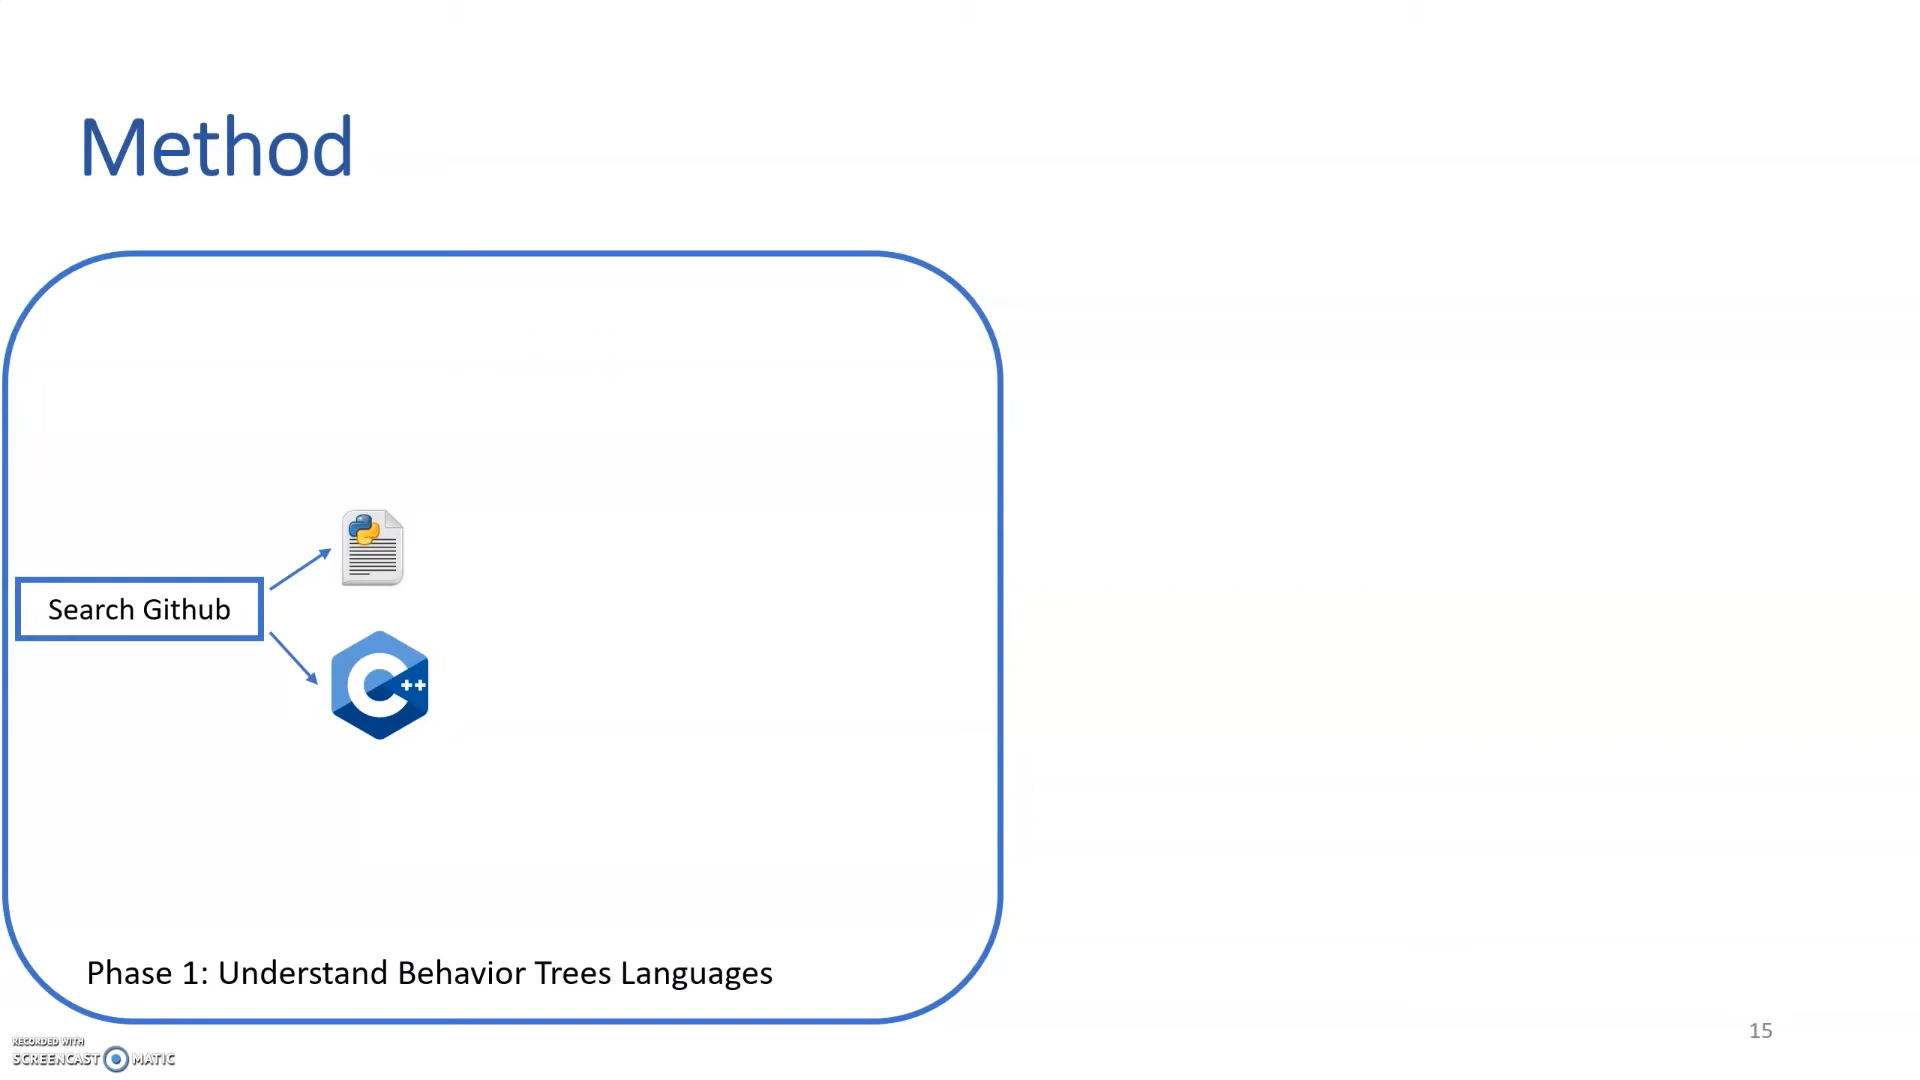 Method
Search Github
C++
Phase 1: Understand Behavior Trees Languages
15
RECORDED WITH
SCREENCAST MATIC